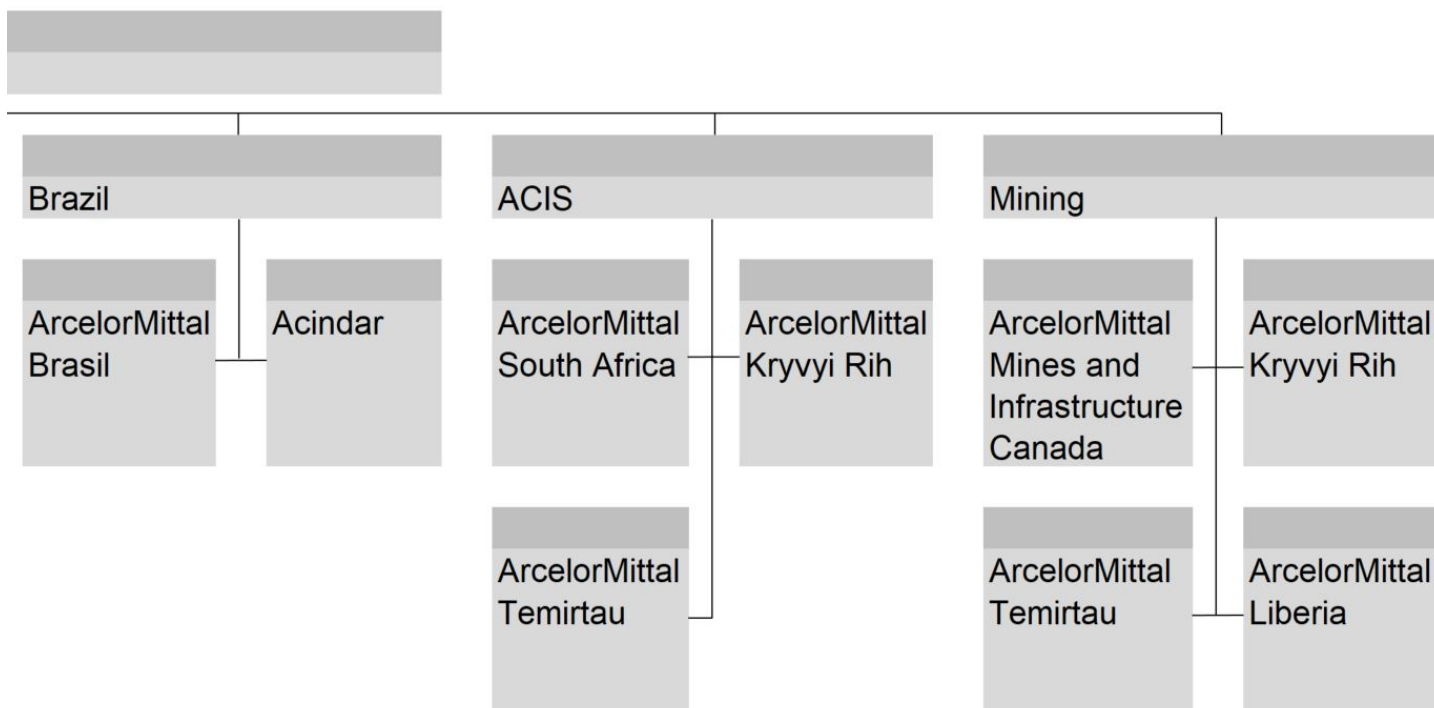 Brazil
ACIS
Mining
ArcelorMittal
Brasil
Acindar
ArcelorMittal
South Africa
ArcelorMittal
Kryvyi Rih
ArcelorMittal
Mines and
Infrastructure
Canada
ArcelorMittal
Kryvyi Rih
ArcelorMittal
Temirtau
ArcelorMittal
Temirtau
ArcelorMittal
Liberia